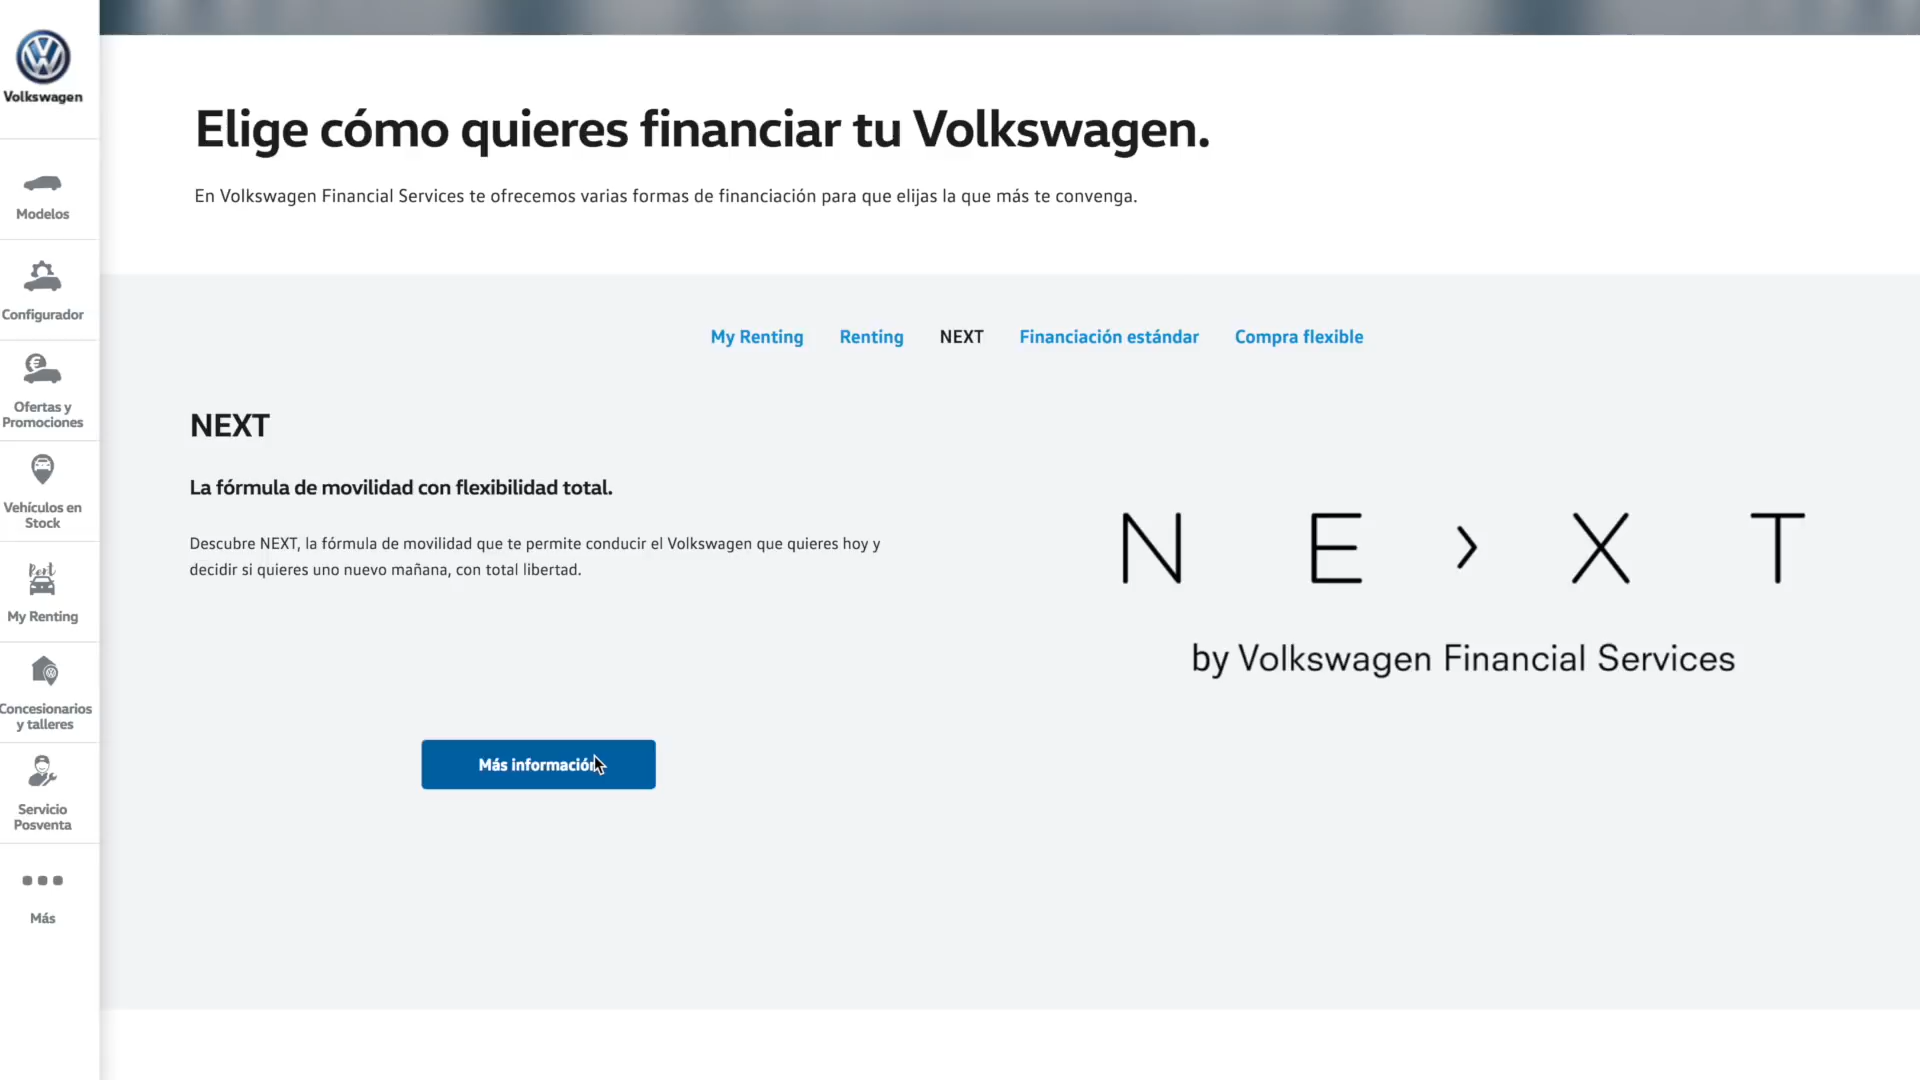 Volkswagen
Modelos
Configurador
Ofertas y
Promociones
Vehículos en
Stock
Rent
My Renting
Concesionarios
y talleres
Servicio
Posventa
Más
Elige cómo quieres financiar tu Volkswagen.
En Volkswagen Financial Services te ofrecemos varias formas de financiación para que elijas la que más te convenga.
My Renting Renting NEXT Financiación estándar Compra flexible
NEXT
La fórmula de movilidad con flexibilidad total.
Descubre NEXT, la fórmula de movilidad que te permite conducir el Volkswagen que quieres hoy y
decidir si quieres uno nuevo mañana, con total libertad.
Más información
N E › X T
by Volkswagen Financial Services